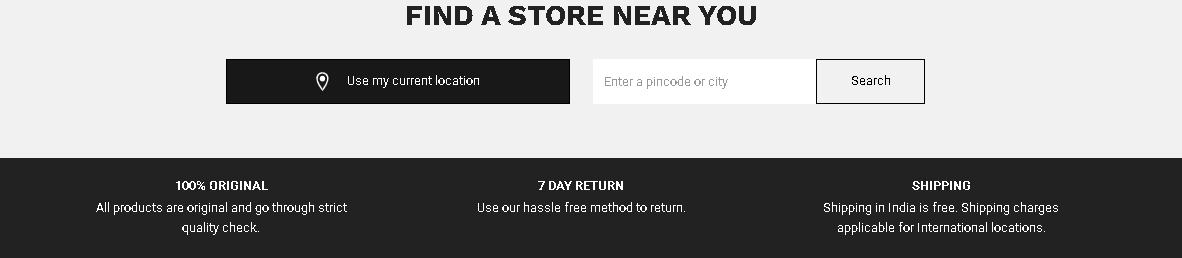 FIND A STORE NEAR YOU
Use my current location
Enter a pincode or city
Search
100% ORIGINAL
All products are original and go through strict
quality check.
7 DAY RETURN
Use our hassle free method to return.
SHIPPING
Shipping in India is free. Shipping charges
applicable for International locations.